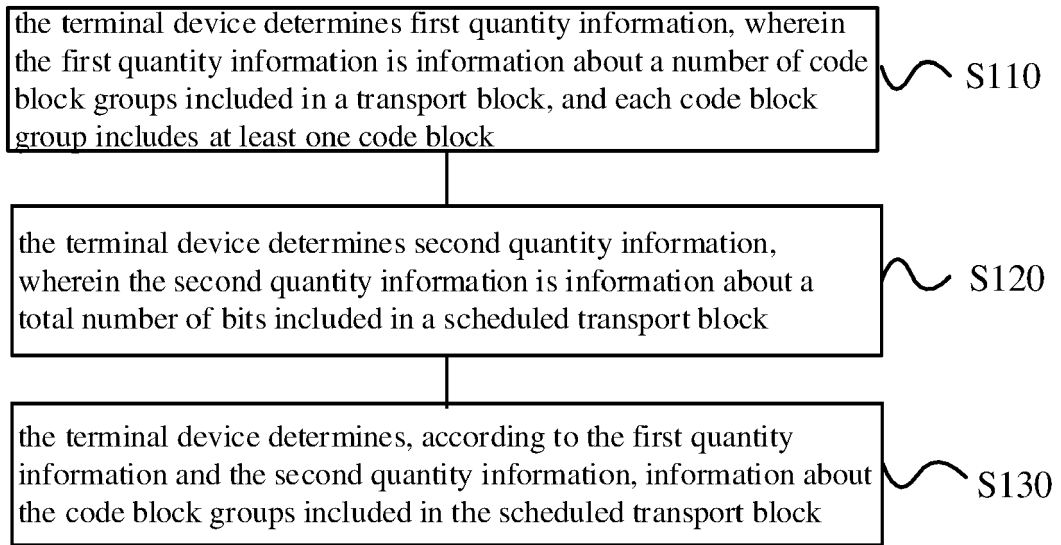 the terminal device determines first quantity information, wherein
the first quantity information is information about a number of code
block groups included in a transport block, and each code block
group includes at least one code block
S110
the terminal device determines second quantity information,
wherein the second quantity information is information about a
total number of bits included in a scheduled transport block
S120
the terminal device determines, according to the first quantity
information and the second quantity information, information about
the code block groups included in the scheduled transport block
S130